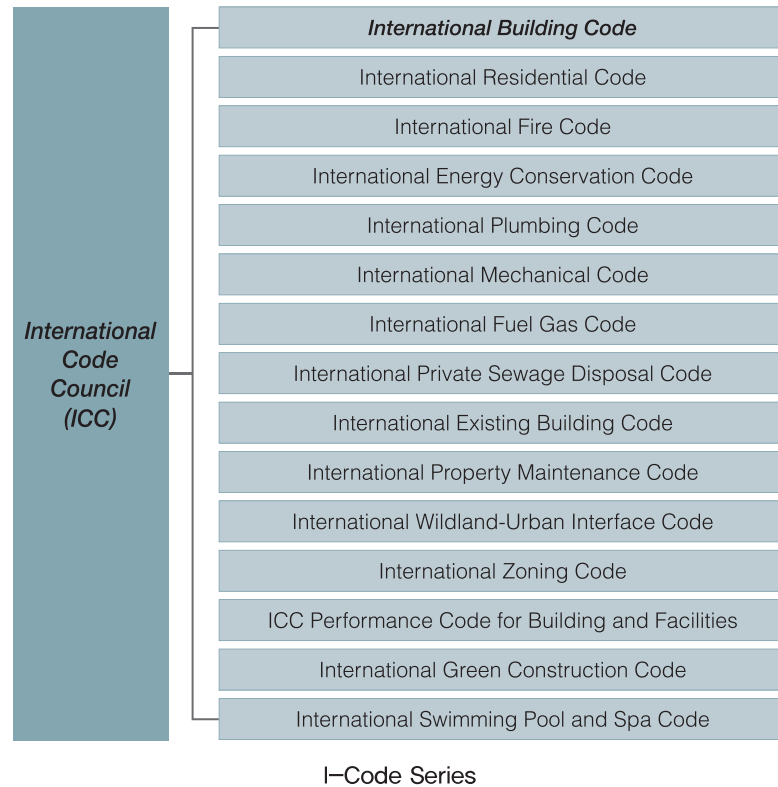 International
Code
Council
(ICC)
International Building Code
International Residential Code
International Fire Code
International Energy Conservation Code
International Plumbing Code
International Mechanical Code
International Fuel Gas Code
International Private Sewage Disposal Code
International Existing Building Code
International Property Maintenance Code
International Wildland-Urban Interface Code
International Zoning Code
ICC Performance Code for Building and Facilities
International Green Construction Code
International Swimming Pool and Spa Code
I-Code Series